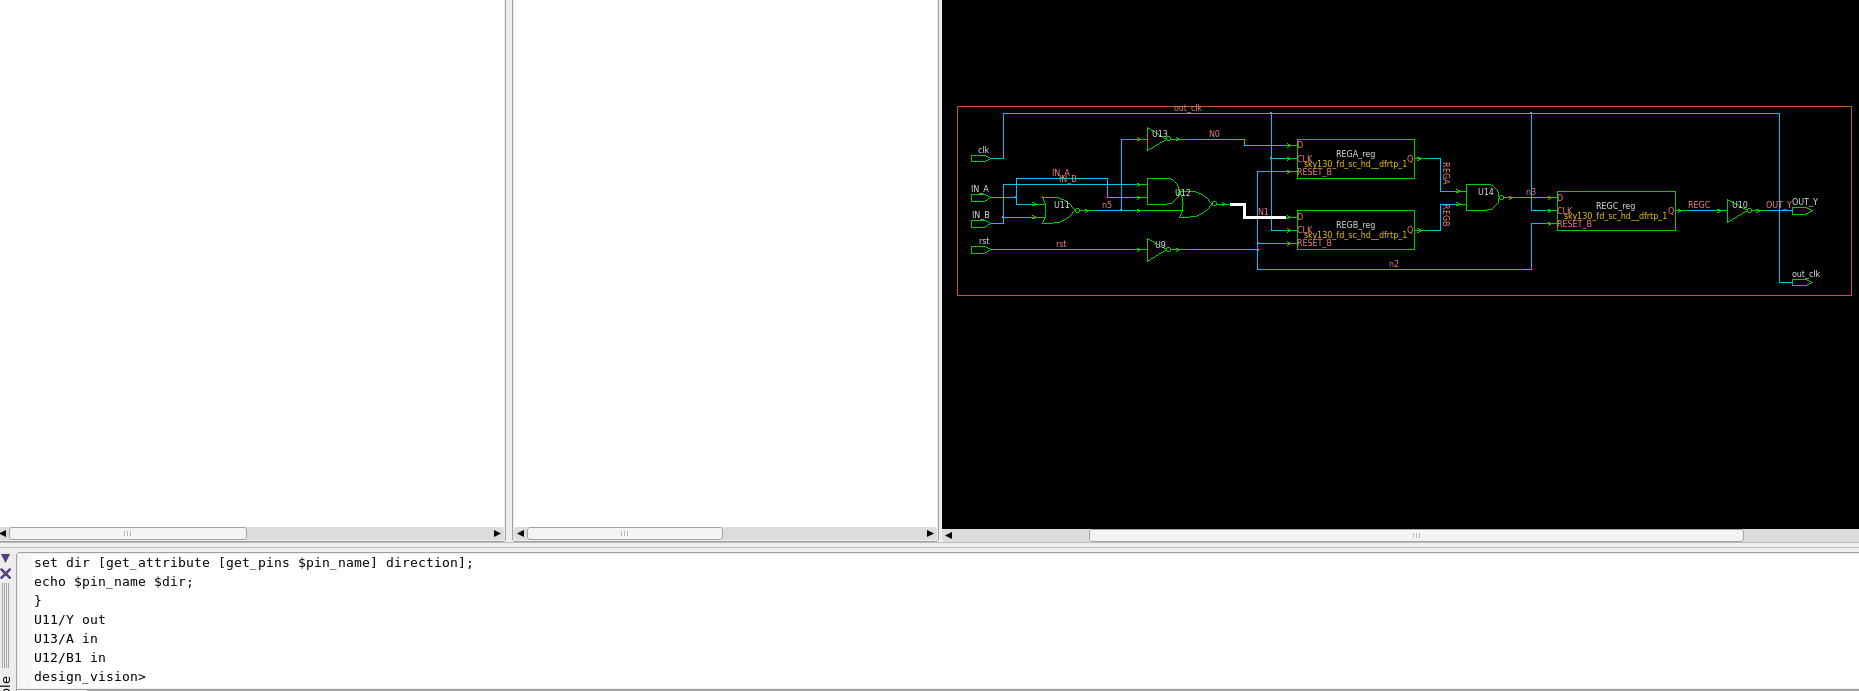 out_clk
U13
N0
clk
REGA_reg
sky130_fd_sc_hd__dfrtp_1
D
CLK
RESET_B
Q
REGA
IN_A
IN_B
IN_A
U12
U11
n5
U14
n3
REGC_reg
sky130_fd_sc_hd__dfrtp_1
D
CLK
RESET_B
Q
REGC
U10
OUT_Y
OUT_Y
IN_B
N1
REGB_reg
sky130_fd_sc_hd__dfrtp_1
D
CLK
RESET_B
Q
REGB
rst
rst
U9
n2
out_clk
set dir [get_attribute [get_pins $pin_name] direction];
echo $pin_name $dir;
}
U11/Y out
U13/A in
U12/B1 in
design_vision>